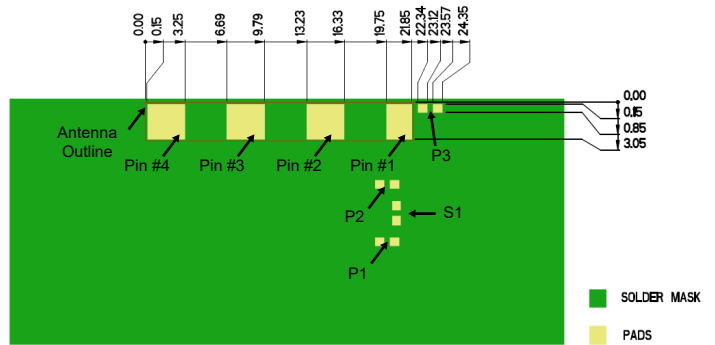 0.00 0.15 3.25 6.69 9.79 13.23 16.33 19.75 21.85 22.34 23.12 23.57 24.35
0.00
0.15
0.85
3.05
Antenna
Outline
Pin #4 Pin #3 Pin #2 Pin #1 P3
P2 S1
P1
SOLDER MASK
PADS